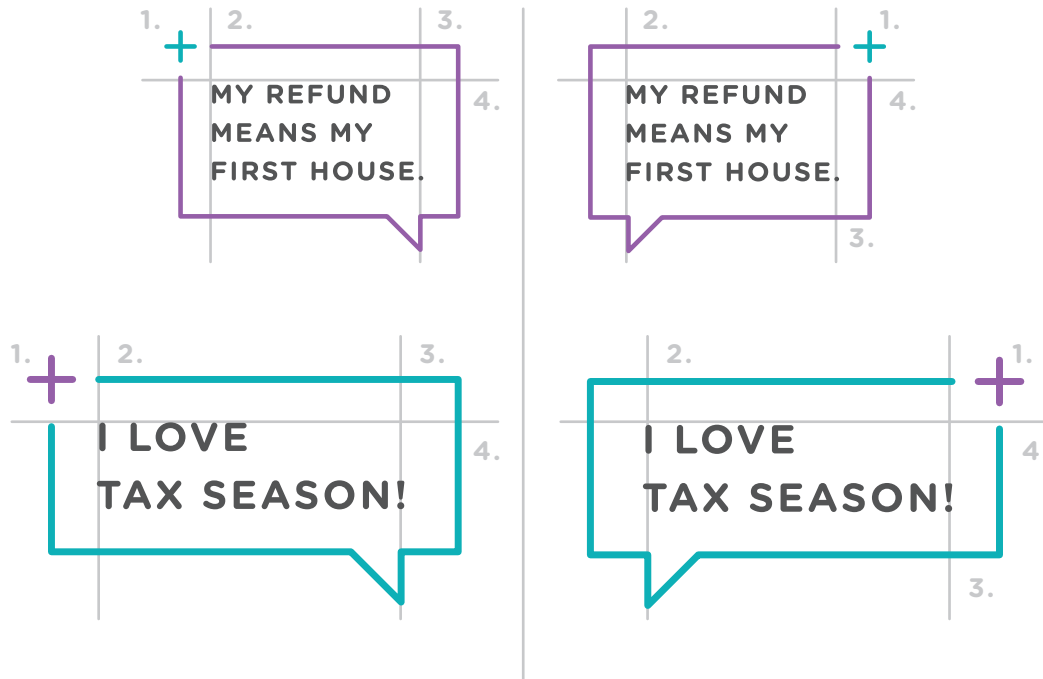 1. 2. 3.
4.
MY REFUND
MEANS MY
FIRST HOUSE.
1.
4.
MY REFUND
MEANS MY
FIRST HOUSE.
3.
1. 2. 3.
4.
I LOVE
TAX SEASON!
2. 1.
4
I LOVE
TAX SEASON!
3.